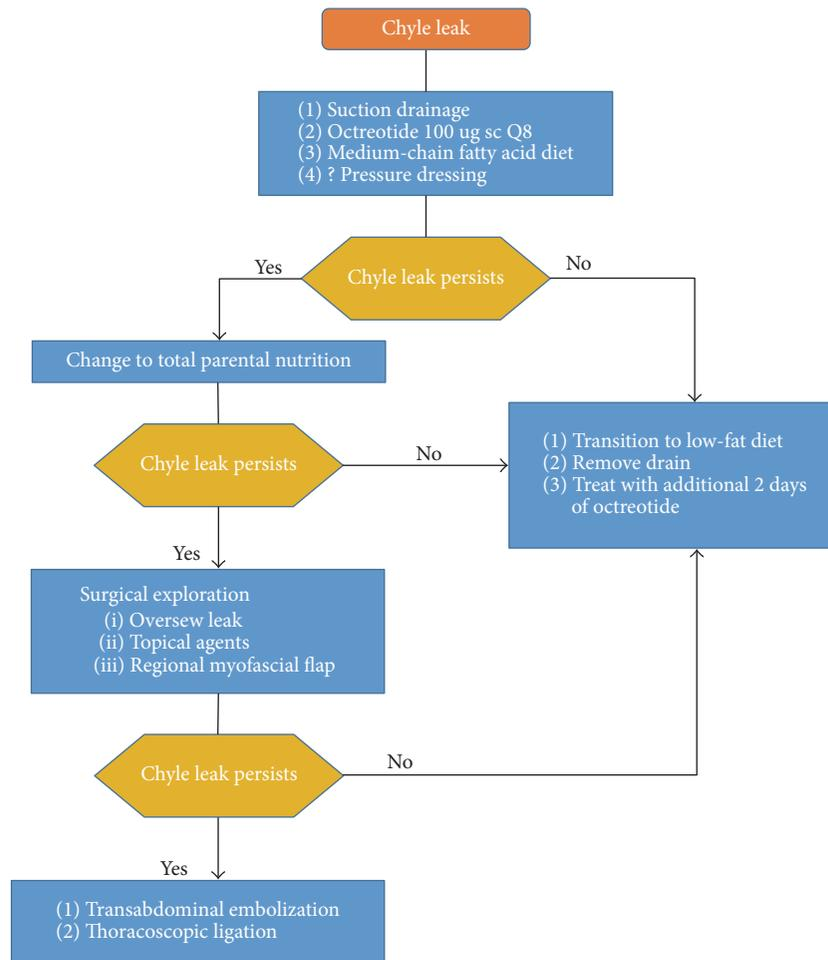 Chyle leak
(1) Suction drainage
(2) Octreotide 100 ug sc Q8
(3) Medium-chain fatty acid diet
(4) ? Pressure dressing
Chyle leak persists
Yes
No
Change to total parental nutrition
Chyle leak persists
No
Yes
(1) Transition to low-fat diet
(2) Remove drain
(3) Treat with additional 2 days
of octreotide
Surgical exploration
(i) Oversew leak
(ii) Topical agents
(iii) Regional myofascial flap
Chyle leak persists
No
Yes
(1) Transabdominal embolization
(2) Thoracoscopic ligation